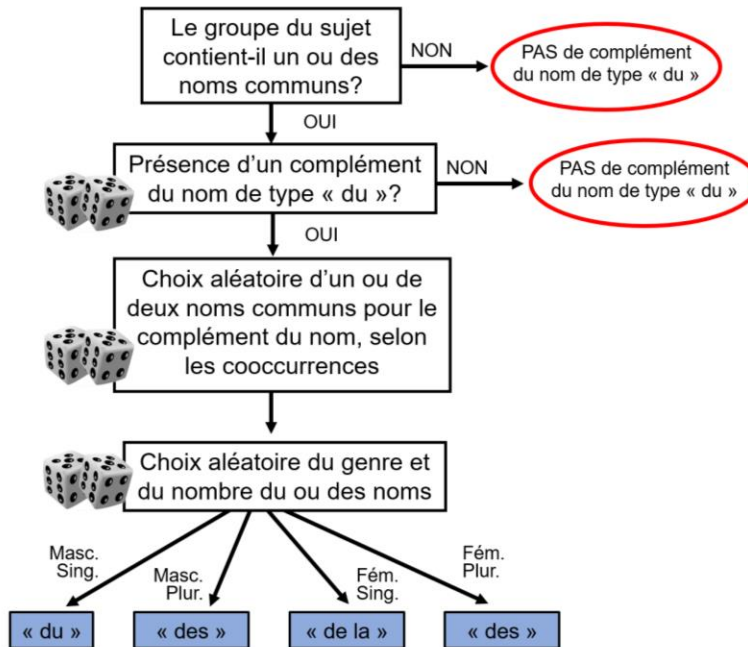 Le groupe du sujet
contient-il un ou des
noms communs?
NON
PAS de complément
du nom de type « du »
OUI
Présence d'un complément
du nom de type « du »?
NON
PAS de complément
du nom de type « du »
OUI
Choix aléatoire d'un ou de
deux noms communs pour le
complément du nom, selon
les cooccurrences
Choix aléatoire du genre et
du nombre du ou des noms
Masc.
Sing.
Masc.
Plur.
Fém.
Sing.
Fém.
Plur.
« du »
« des »
« de la »
« des »